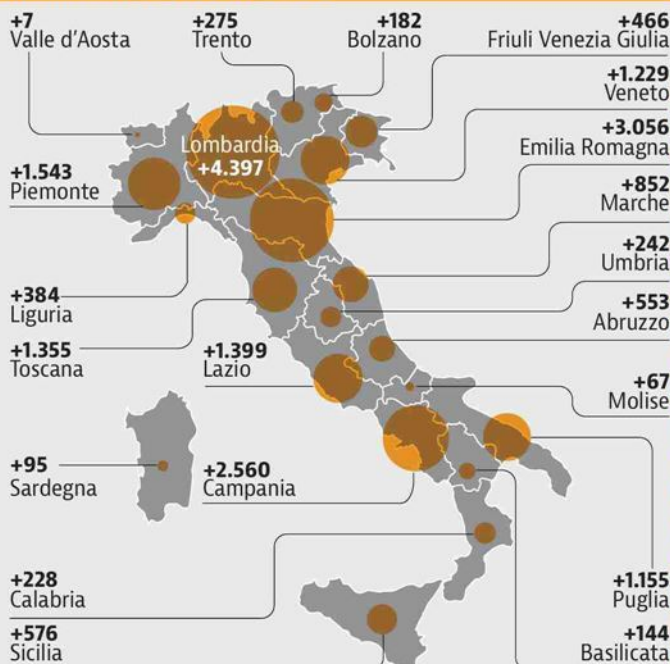 +7
Valle d'Aosta
+275
Trento
+182
Bolzano
+466
Friuli Venezia Giulia
+1.229
Veneto
+3.056
Emilia Romagna
Lombardia
+4.397
+1.543
Piemonte
+852
Marche
+242
Umbria
+384
Liguria
+553
Abruzzo
+1.355
Toscana
+1.399
Lazio
+67
Molise
+95
Sardegna
+2.560
Campania
+228
Calabria
+1.155
Puglia
+576
Sicilia
+144
Basilicata